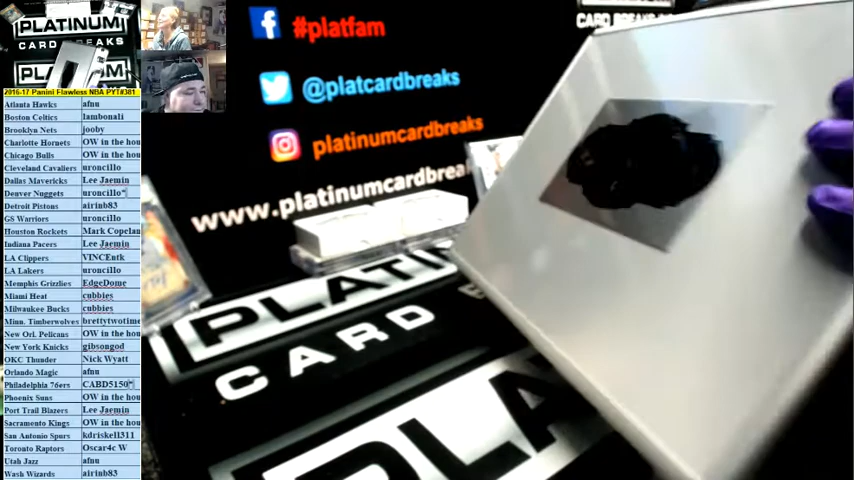 PLATINUM
CARD BREAKS
2016-17 Panini Flawless NBA PYT#381
Atlanta Hawks afnu
Boston Celtics lambonali
Brooklyn Nets jooby
Charlotte Hornets OW in the hou
Chicago Bulls OW in the hou
Cleveland Cavaliers uroncillo
Dallas Mavericks Lee Jaemin
Denver Nuggets uroncillo*
Detroit Pistons airinb83
GS Warriors uroncillo
Houston Rockets Mark Copelan
Indiana Pacers Lee Jaemin
LA Clippers VINCEntk
LA Lakers uroncillo
Memphis Grizzlies EdgeDome
Miami Heat cubbies
Milwaukee Bucks cubbies
Minn. Timberwolves brettytwotime
New Orl. Pelicans OW in the hou
New York Knicks gibsongod
OKC Thunder Nick Wyatt
Orlando Magic afnu
Philadelphia 76ers CABD5150*
Phoenix Suns OW in the hou
Port Trail Blazers Lee Jaemin
Sacramento Kings OW in the hou
San Antonio Spurs kdriskell311
Toronto Raptors Oscar4c W
Utah Jazz afnu
Wash Wizards airinb83
#platfam
@platcardbreaks
platinumcardbreaks
www.platinumcardbrea
CARD BREAKS
PLATINUM
CARD
PLAT